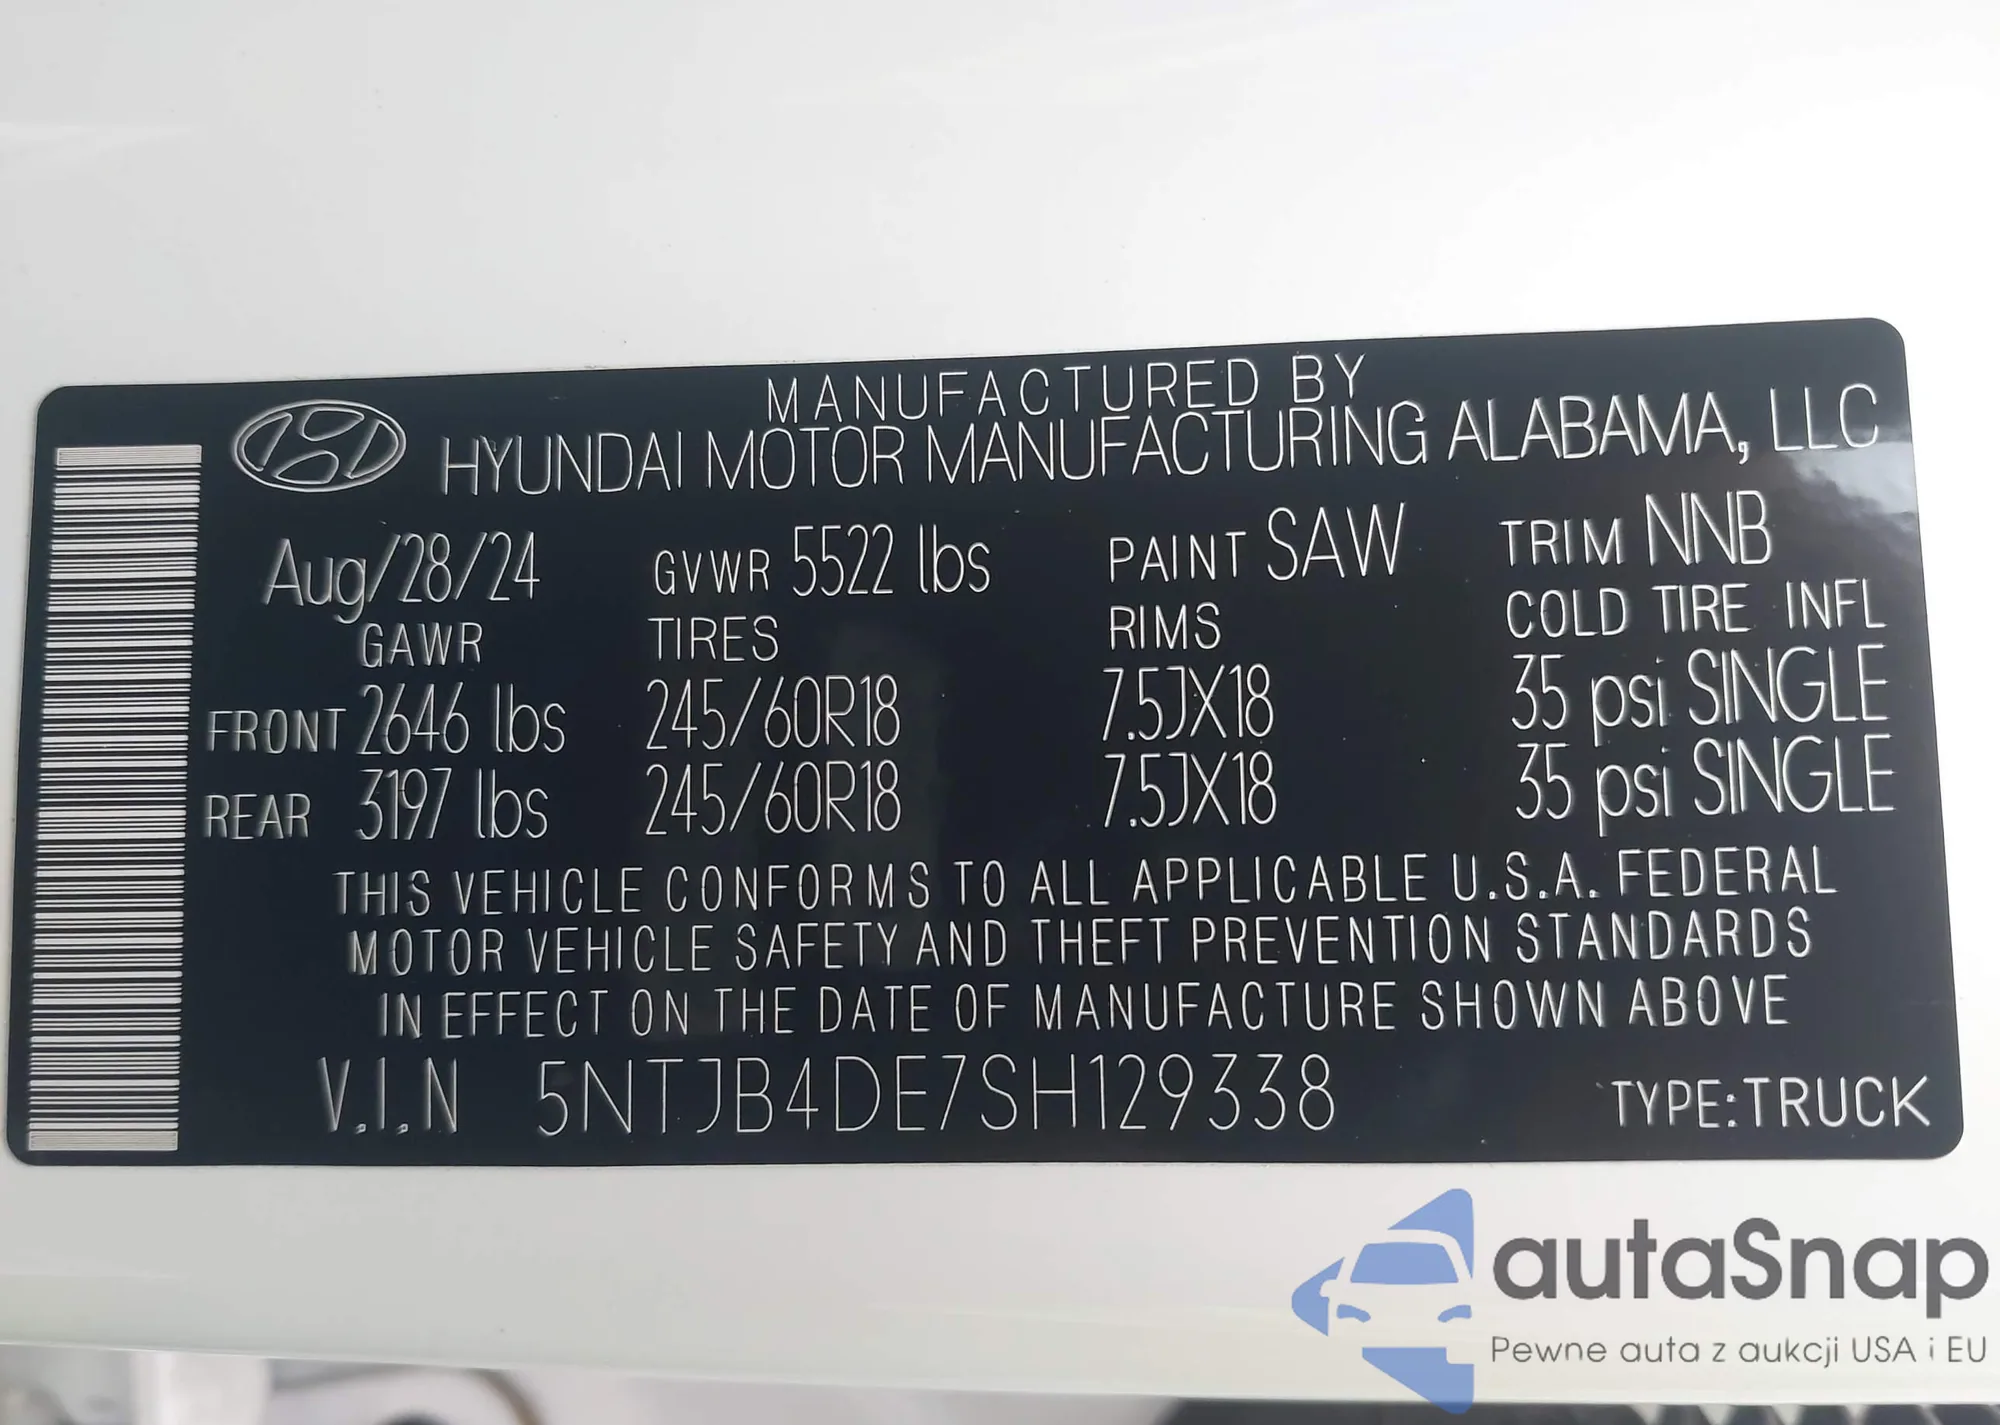 MANUFACTURED BY
HYUNDAI MOTOR MANUFACTURING ALABAMA, LLC
Aug/28/24 GVWR 5522 lbs PAINT SAW TRIM NNB
GAWR TIRES RIMS COLD TIRE INFL
FRONT 2646 lbs 245/60R18 7.5JX18 35 psi SINGLE
REAR 3197 lbs 245/60R18 7.5JX18 35 psi SINGLE
THIS VEHICLE CONFORMS TO ALL APPLICABLE U.S.A. FEDERAL
MOTOR VEHICLE SAFETY AND THEFT PREVENTION STANDARDS
IN EFFECT ON THE DATE OF MANUFACTURE SHOWN ABOVE
V.I.N 5NTJB4DE7SH129338 TYPE:TRUCK
autaSnap
Pewne auta z aukcji USA i EU